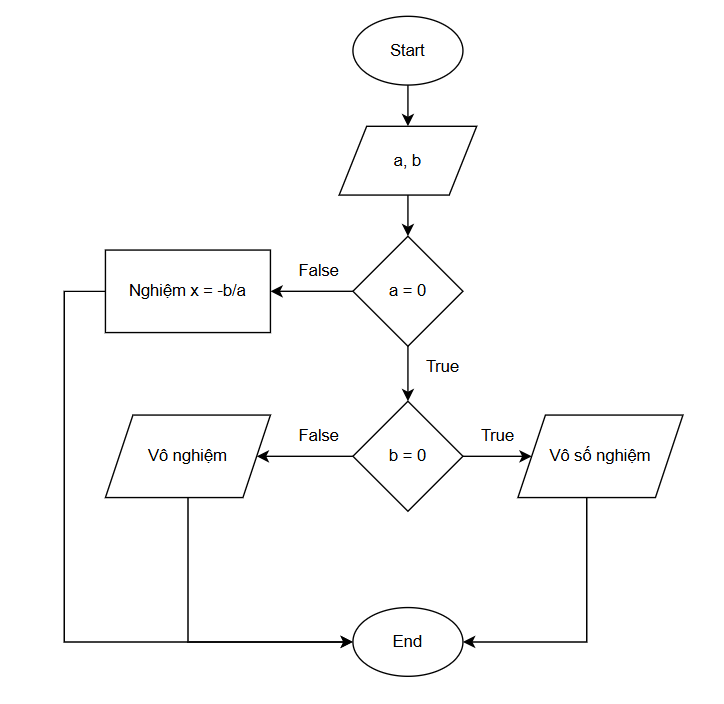 Start
a, b
False
Nghiệm x = -b/a
a = 0
True
False
True
Vô nghiệm
b = 0
Vô số nghiệm
End